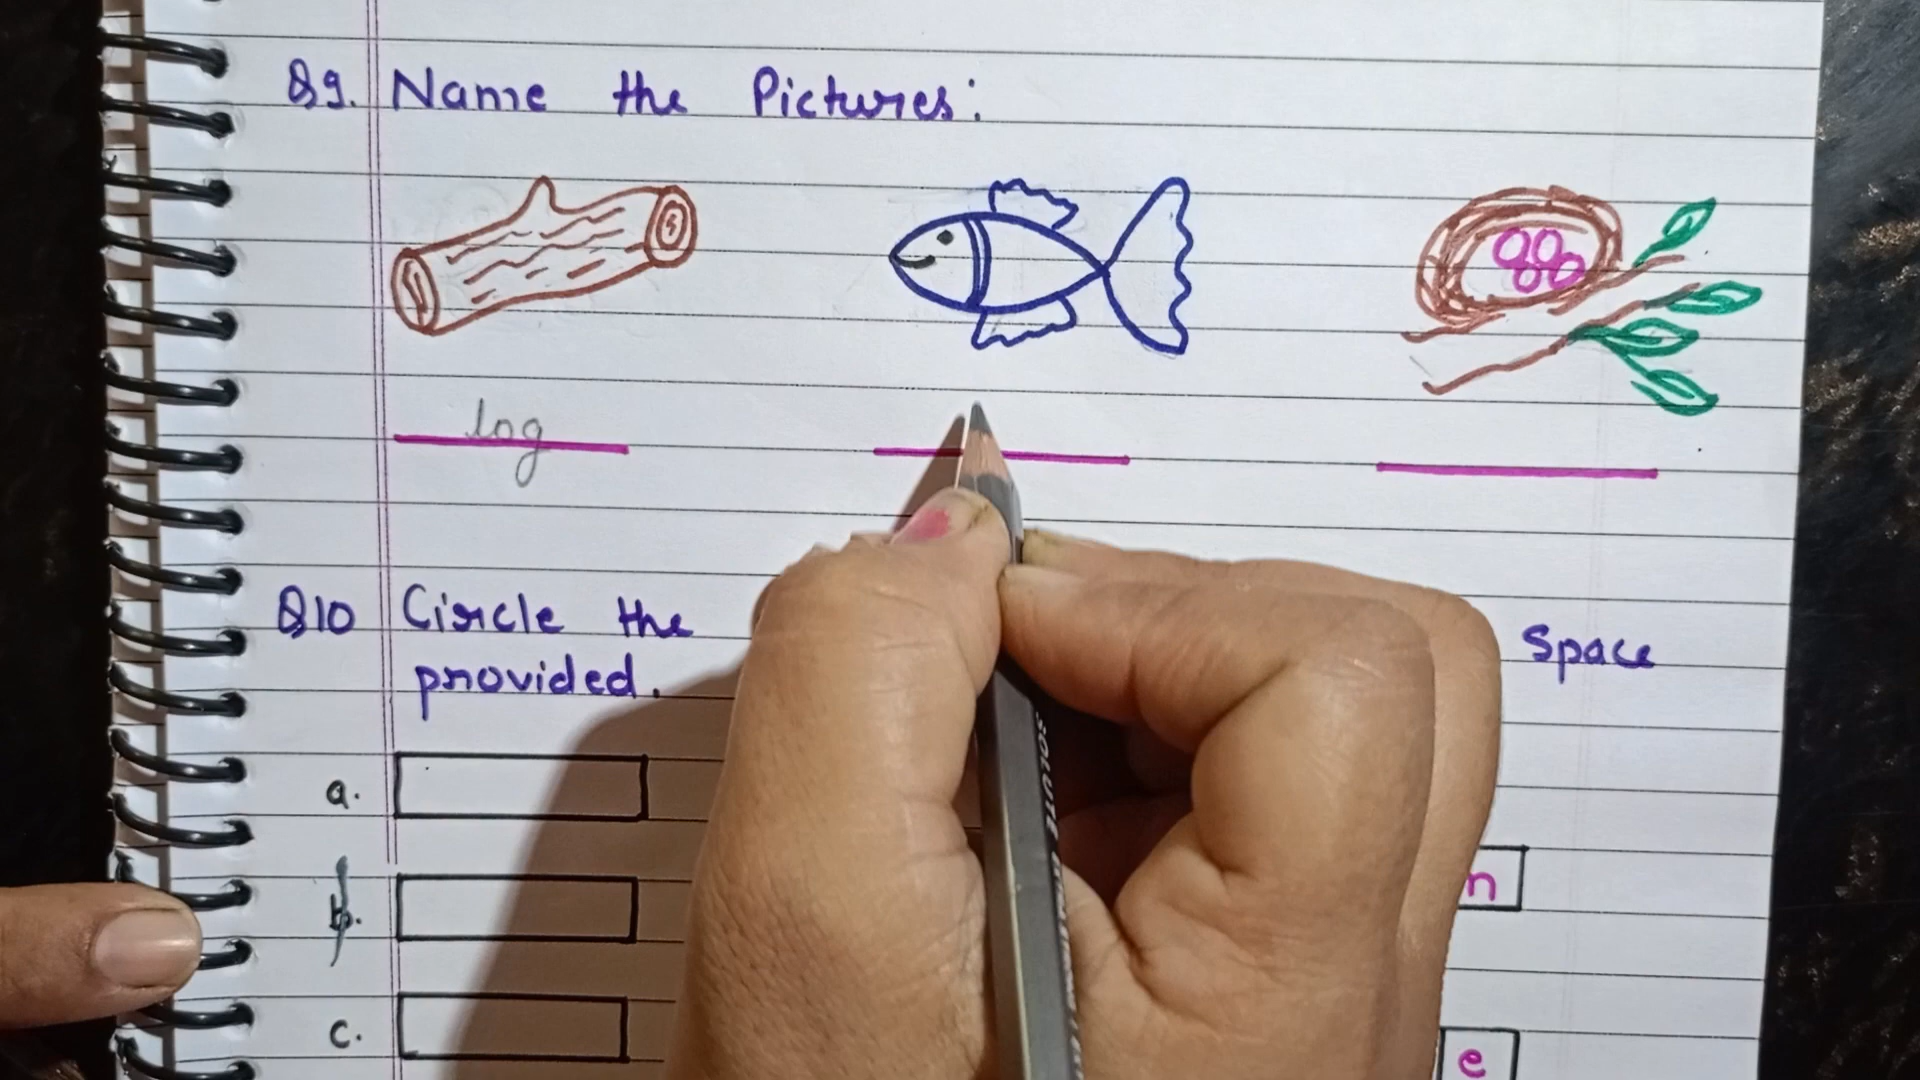 Q9. Name the Pictures:
log
Q10 Circle the space
provided.
a.
b.
n
c.
e